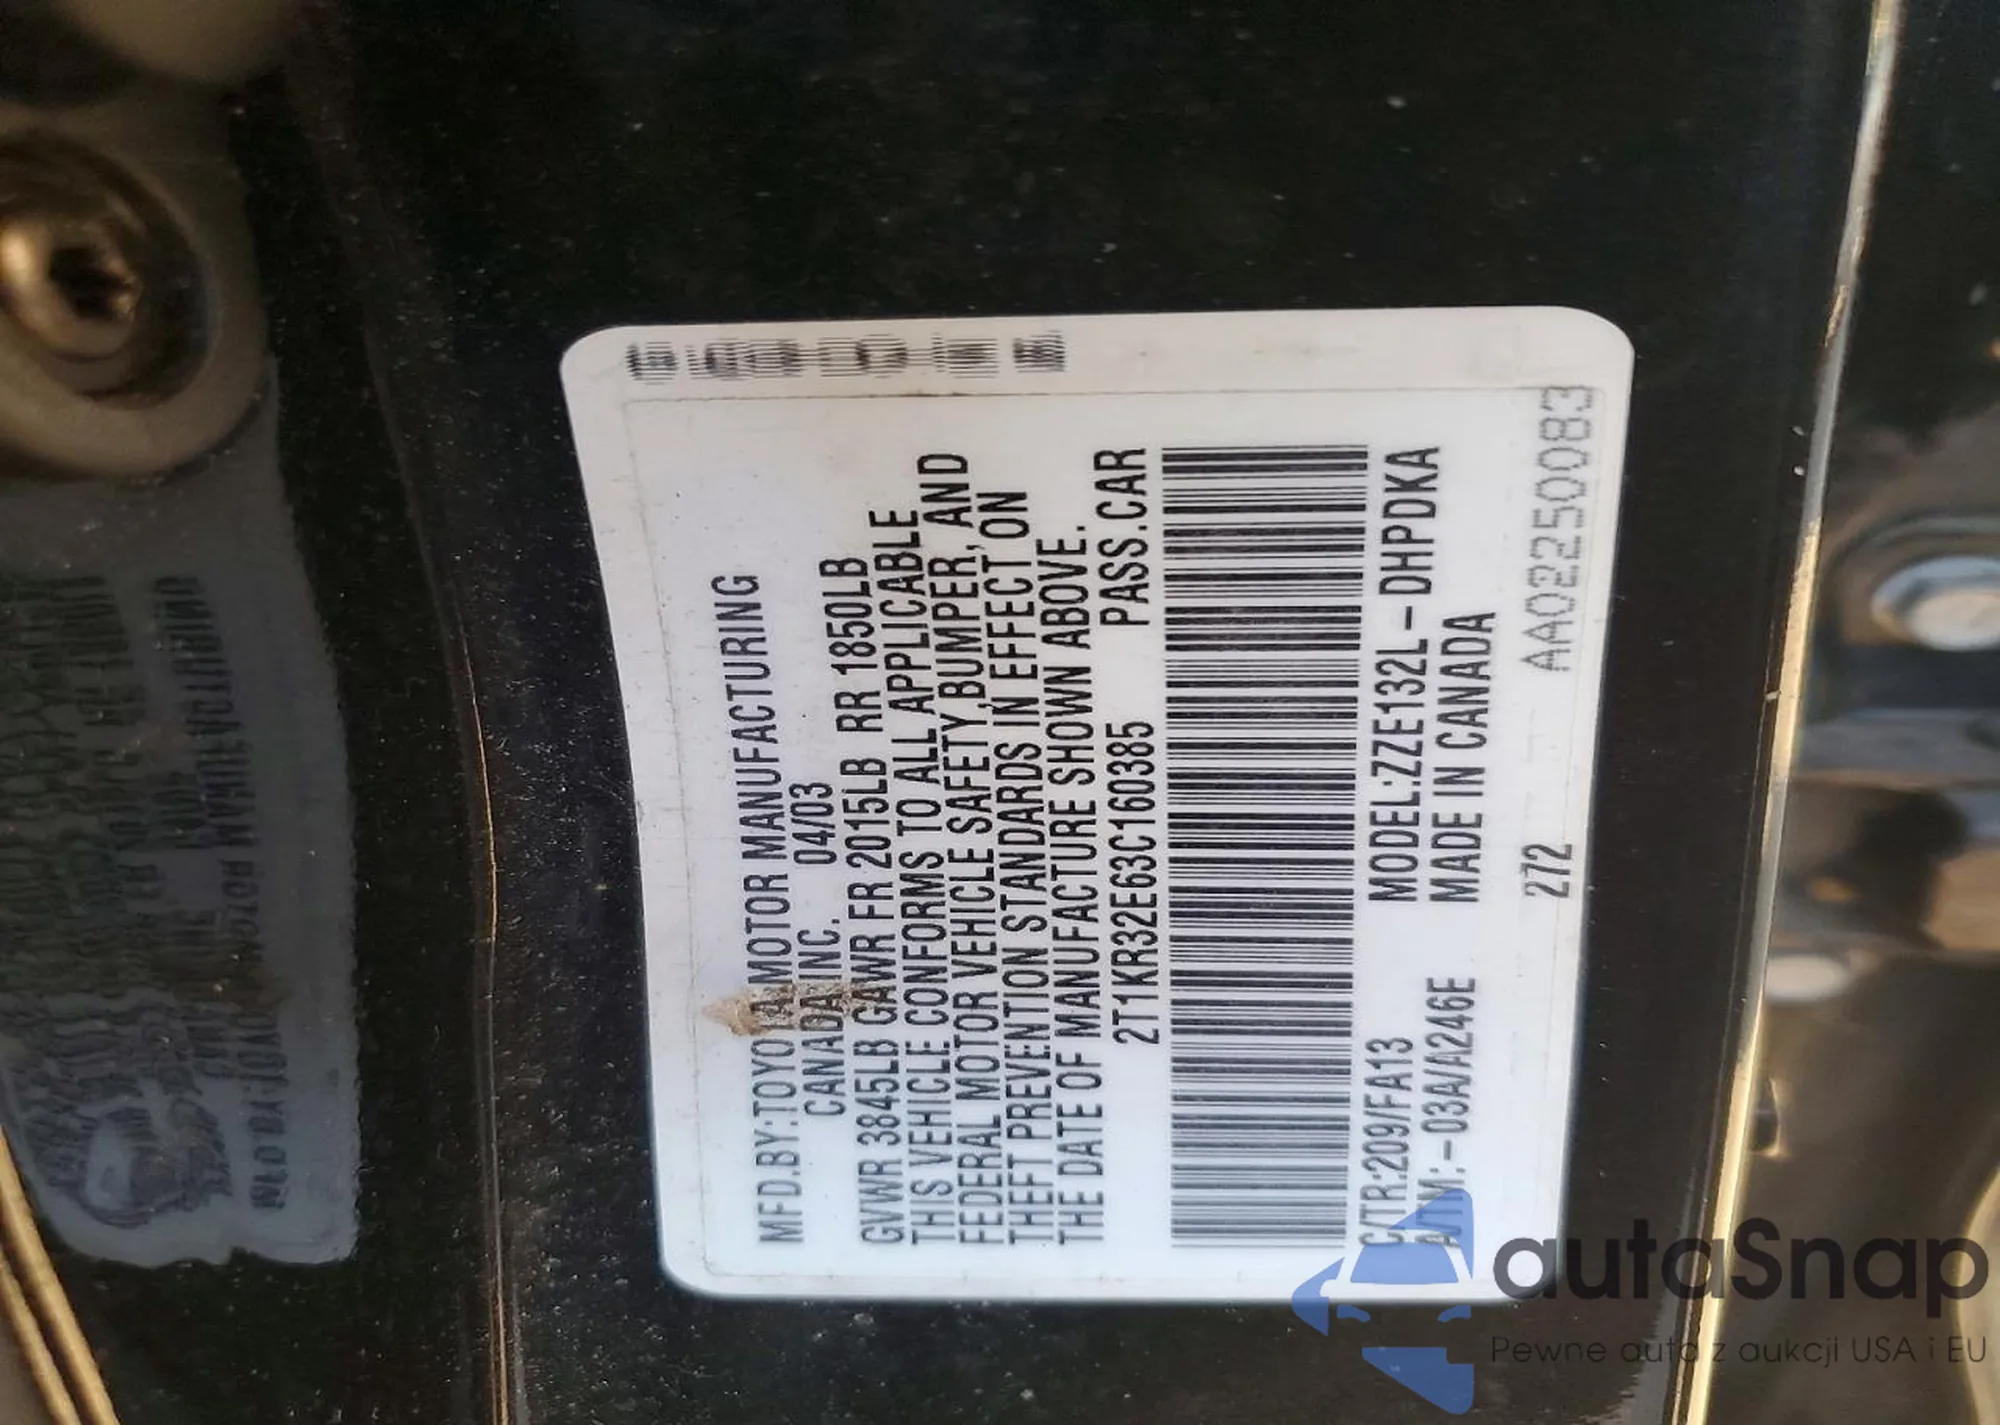 MFD.BY:TOYOTA MOTOR MANUFACTURING
CANADA INC. 04/03
GVWR 3845LB GAWR FR 2015LB RR 1850LB
THIS VEHICLE CONFORMS TO ALL APPLICABLE
FEDERAL MOTOR VEHICLE SAFETY,BUMPER, AND
THEFT PREVENTION STANDARDS IN EFFECT ON
THE DATE OF MANUFACTURE SHOWN ABOVE.
2T1KR32E63C160385 PASS.CAR
C/TR:209/FA13 MODEL:ZZE132L-DHPDKA
A/TM:-03A/A246E MADE IN CANADA
272 AA02250083
autaSnap
Pewne auta z aukcji USA i EU